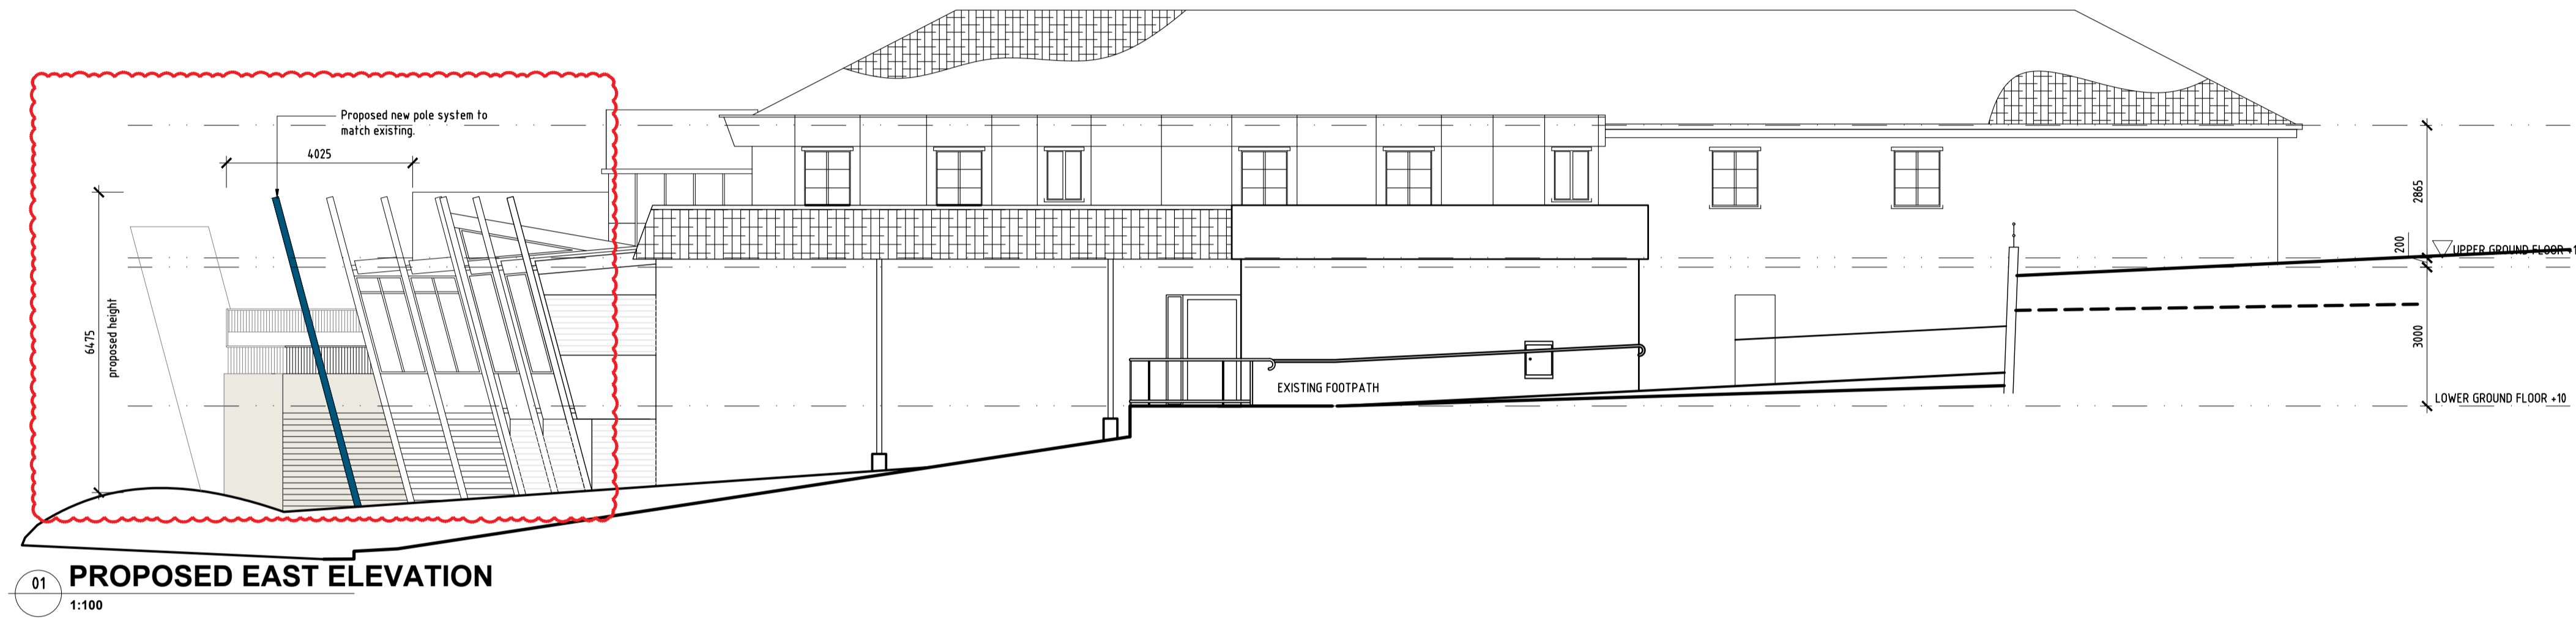 Proposed new pole system to
match existing.
4025
6475
proposed height
2865
200
UPPER GROUND FLOOR
3000
EXISTING FOOTPATH
LOWER GROUND FLOOR +10
01
PROPOSED EAST ELEVATION
1:100